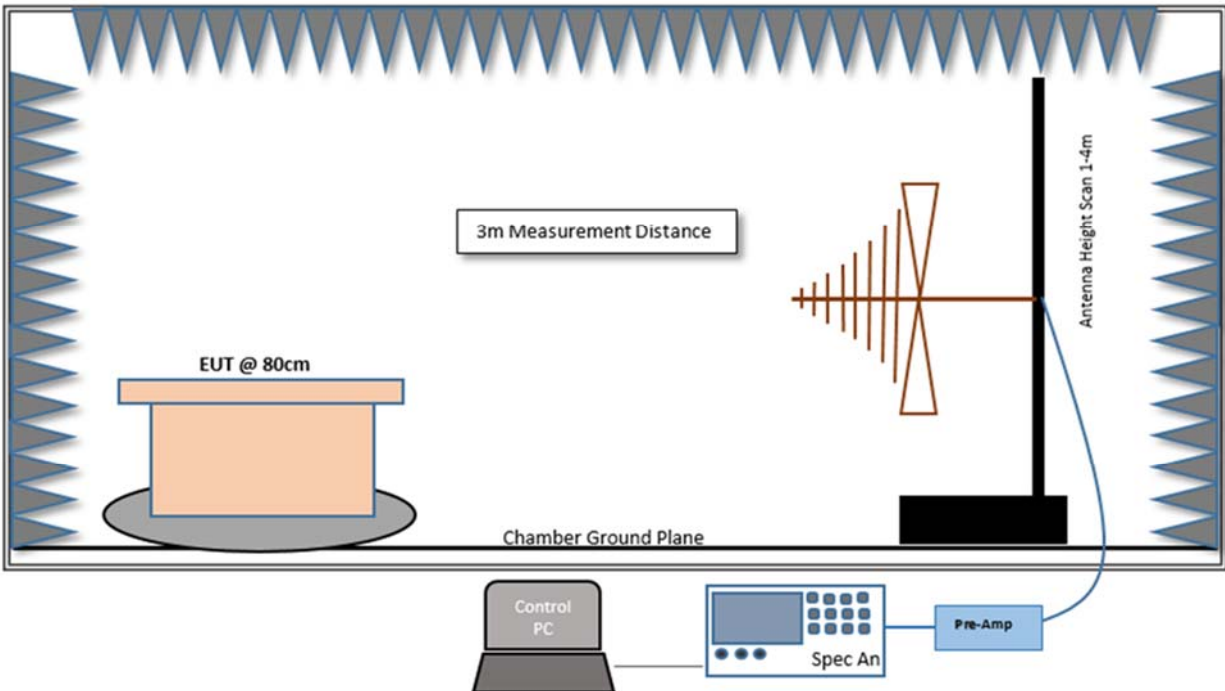 Antenna Height Scan 1-4m
3m Measurement Distance
EUT @ 80cm
Chamber Ground Plane
Control
PC
Spec An
Pre-Amp